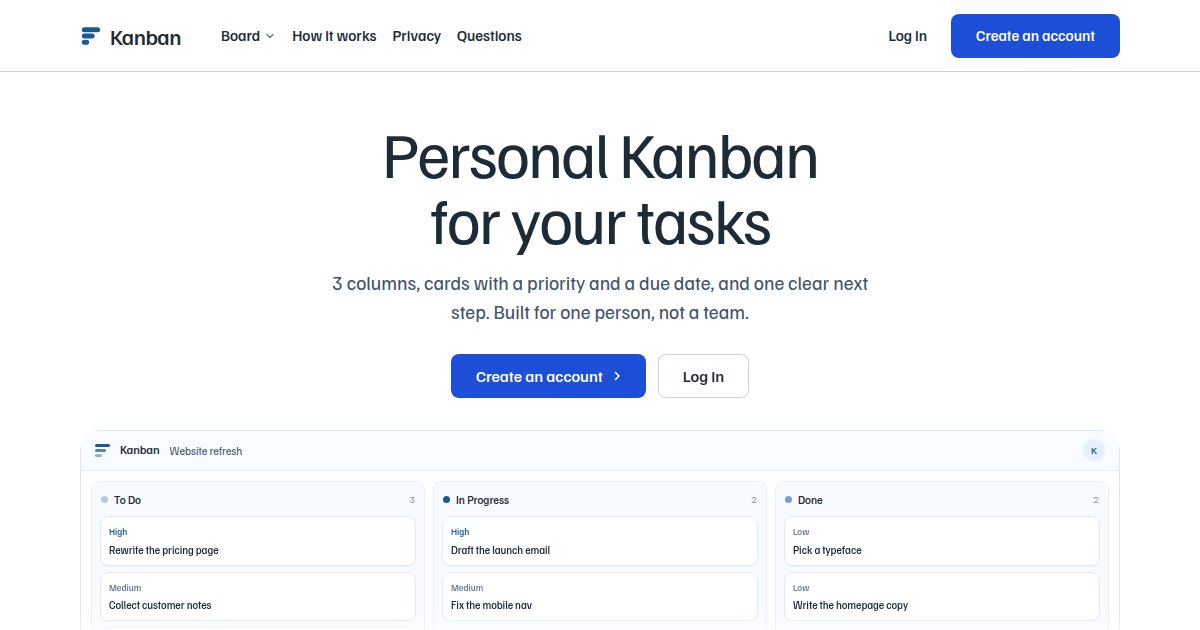 Kanban
Board
How it works
Privacy
Questions
Log In
Create an account
Personal Kanban
for your tasks
3 columns, cards with a priority and a due date, and one clear next
step. Built for one person, not a team.
Create an account
Log In
Kanban
Website refresh
K
To Do
3
High
Rewrite the pricing page
Medium
Collect customer notes
In Progress
2
High
Draft the launch email
Medium
Fix the mobile nav
Done
2
Low
Pick a typeface
Low
Write the homepage copy